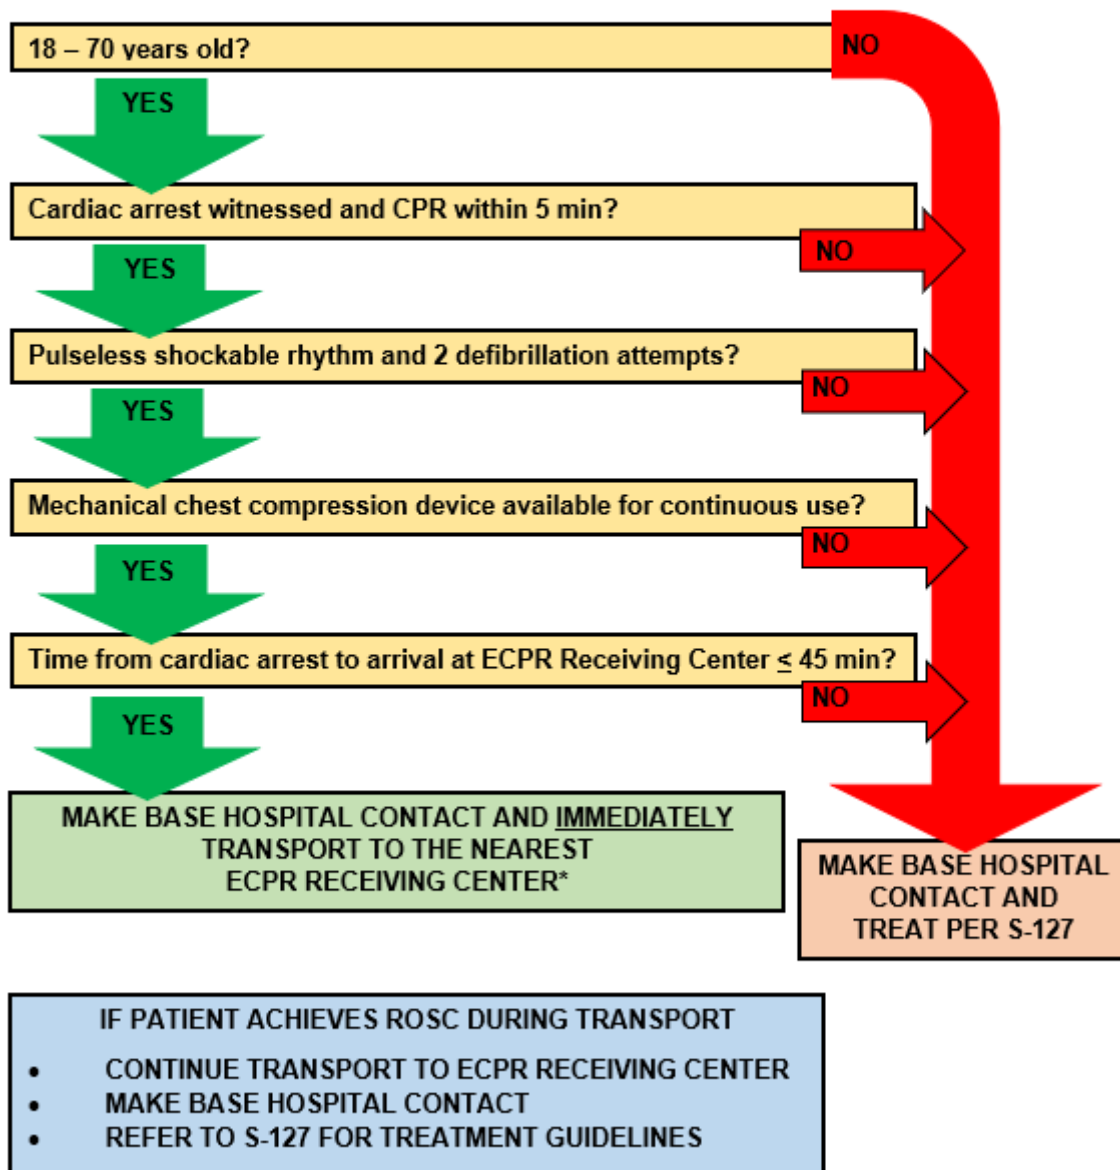 18 – 70 years old?
NO
YES
Cardiac arrest witnessed and CPR within 5 min?
NO
YES
Pulseless shockable rhythm and 2 defibrillation attempts?
NO
YES
Mechanical chest compression device available for continuous use?
NO
YES
Time from cardiac arrest to arrival at ECPR Receiving Center ≤ 45 min?
NO
YES
MAKE BASE HOSPITAL CONTACT AND IMMEDIATELY
TRANSPORT TO THE NEAREST
ECPR RECEIVING CENTER*
MAKE BASE HOSPITAL
CONTACT AND
TREAT PER S-127
IF PATIENT ACHIEVES ROSC DURING TRANSPORT
• CONTINUE TRANSPORT TO ECPR RECEIVING CENTER
• MAKE BASE HOSPITAL CONTACT
• REFER TO S-127 FOR TREATMENT GUIDELINES